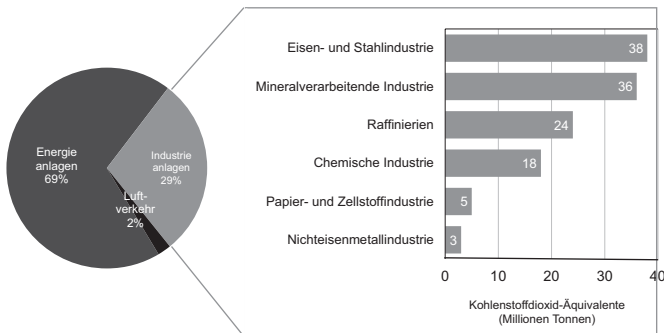 Energie
anlagen
69%
Industrie
anlagen
29%
Luft-
verkehr
2%
Eisen- und Stahlindustrie
38
Mineralverarbeitende Industrie
36
Raffinierien
24
Chemische Industrie
18
Papier- und Zellstoffindustrie
5
Nichteisenmetallindustrie
3
0 10 20 30 40
Kohlenstoffdioxid-Äquivalente
(Millionen Tonnen)